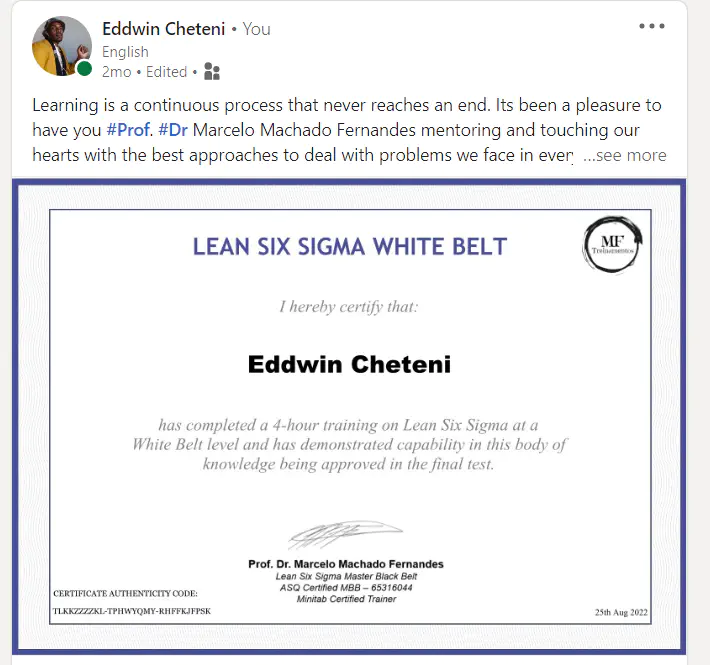 Eddwin Cheteni • You
English
2mo • Edited •
Learning is a continuous process that never reaches an end. Its been a pleasure to
have you #Prof. #Dr Marcelo Machado Fernandes mentoring and touching our
hearts with the best approaches to deal with problems we face in every ...see more
LEAN SIX SIGMA WHITE BELT
MF
Treinamentos
I hereby certify that:
Eddwin Cheteni
has completed a 4-hour training on Lean Six Sigma at a
White Belt level and has demonstrated capability in this body of
knowledge being approved in the final test.
Prof. Dr. Marcelo Machado Fernandes
Lean Six Sigma Master Black Belt
ASQ Certified MBB – 65316044
Minitab Certified Trainer
CERTIFICATE AUTHENTICITY CODE:
TLKKZZZZKL-TPHWYQMY-RHFFKJFPSK
25th Aug 2022